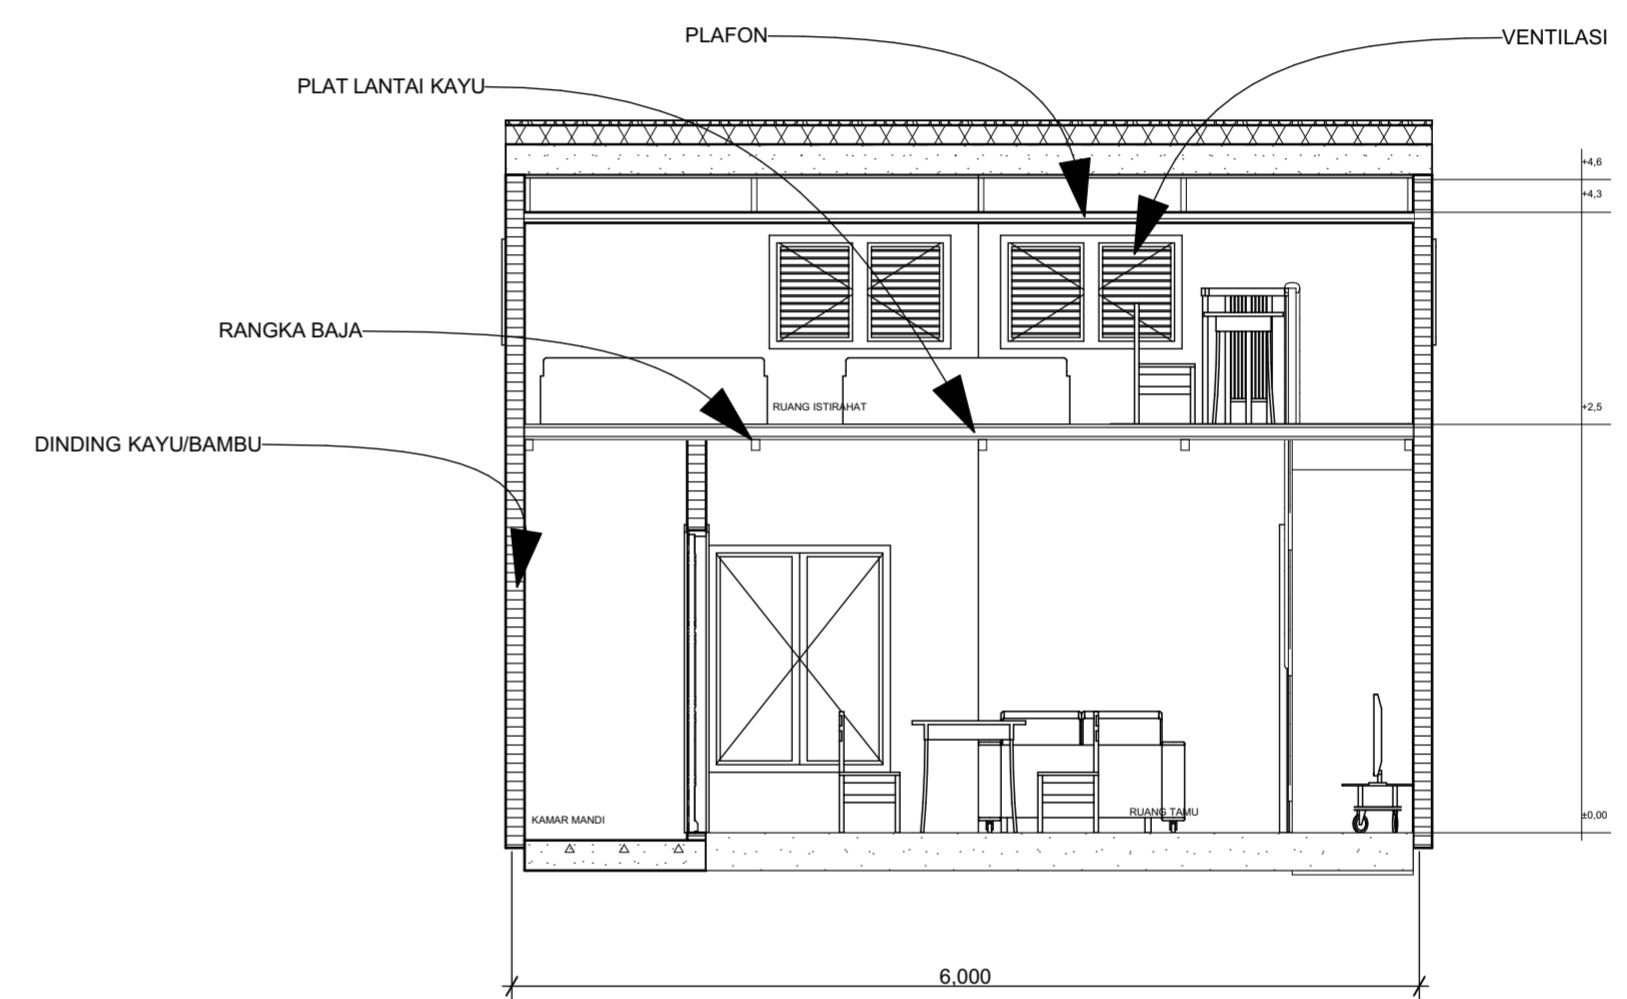 PLAFON
VENTILASI
PLAT LANTAI KAYU
+4,6
+4,3
RANGKA BAJA
RUANG ISTIRAHAT
+2,5
DINDING KAYU/BAMBU
KAMAR MANDI
RUANG TAMU
±0,00
6,000